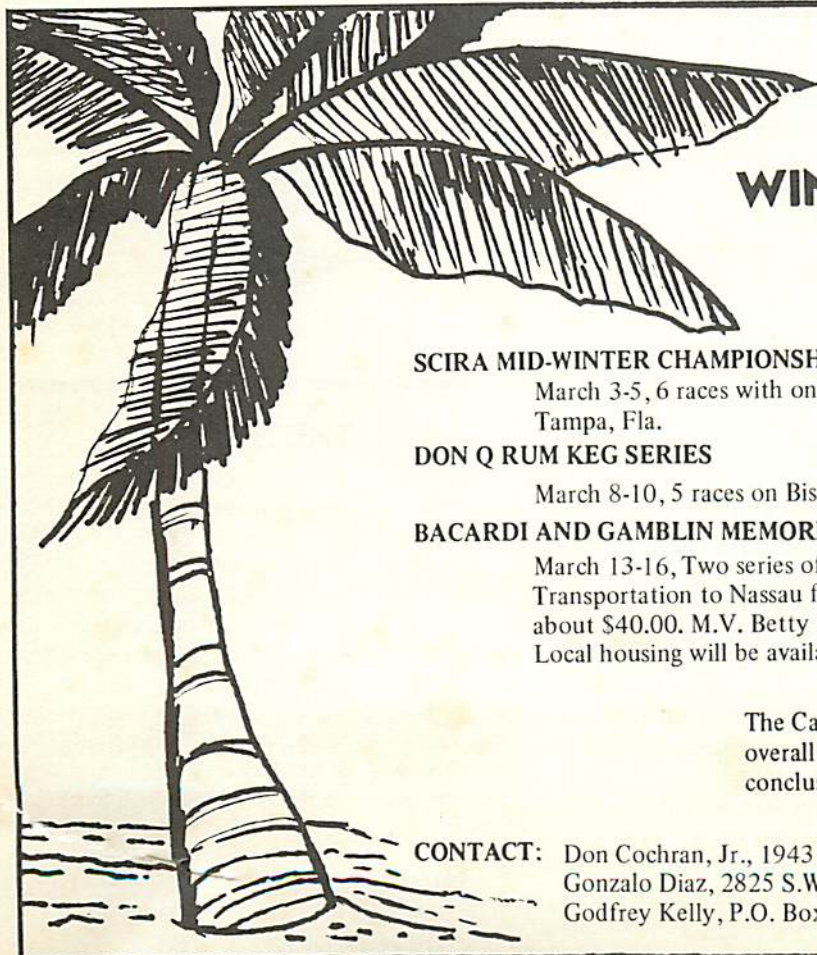 WIN
SCIRA MID-WINTER CHAMPIONSH
March 3-5, 6 races with on
Tampa, Fla.
DON Q RUM KEG SERIES
March 8-10, 5 races on Bis
BACARDI AND GAMBLIN MEMOR
March 13-16, Two series of
Transportation to Nassau f
about $40.00. M.V. Betty
Local housing will be avail
The Ca
overall
conclu
CONTACT: Don Cochran, Jr., 1943
Gonzalo Diaz, 2825 S.W
Godfrey Kelly, P.O. Box